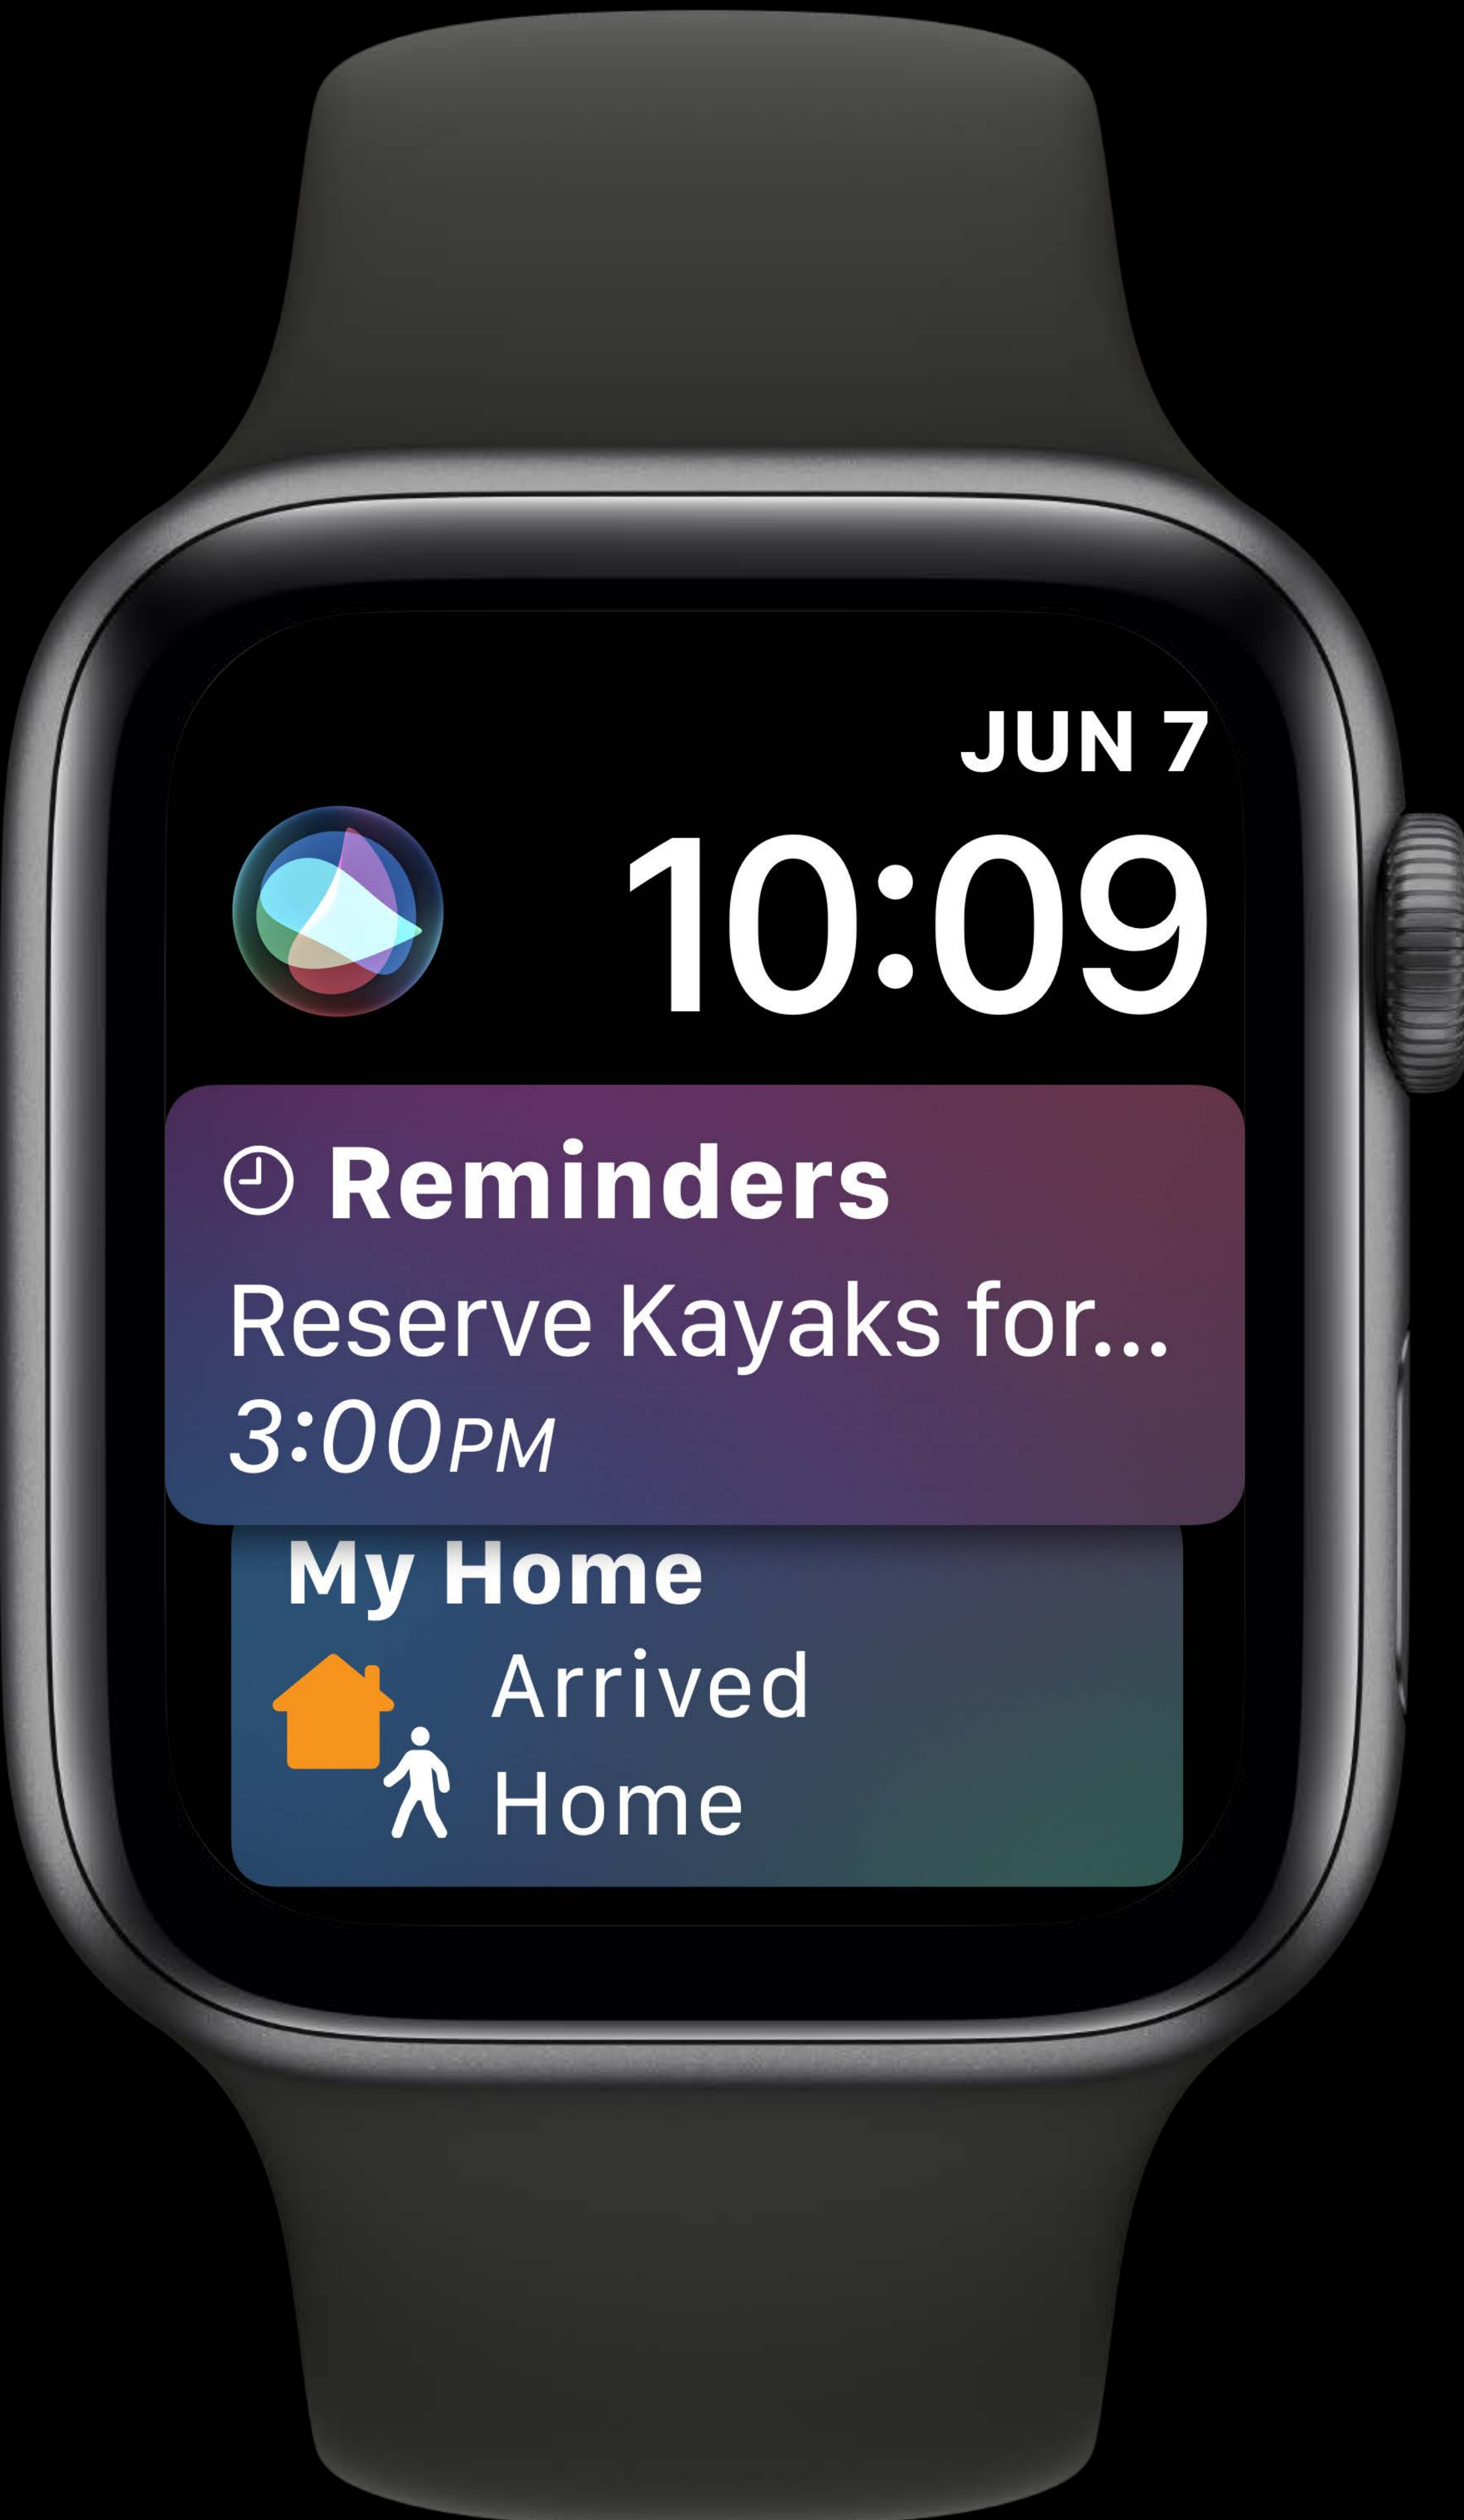 JUN 7
10:09
Reminders
Reserve Kayaks for...
3:00PM
My Home
Arrived
Home